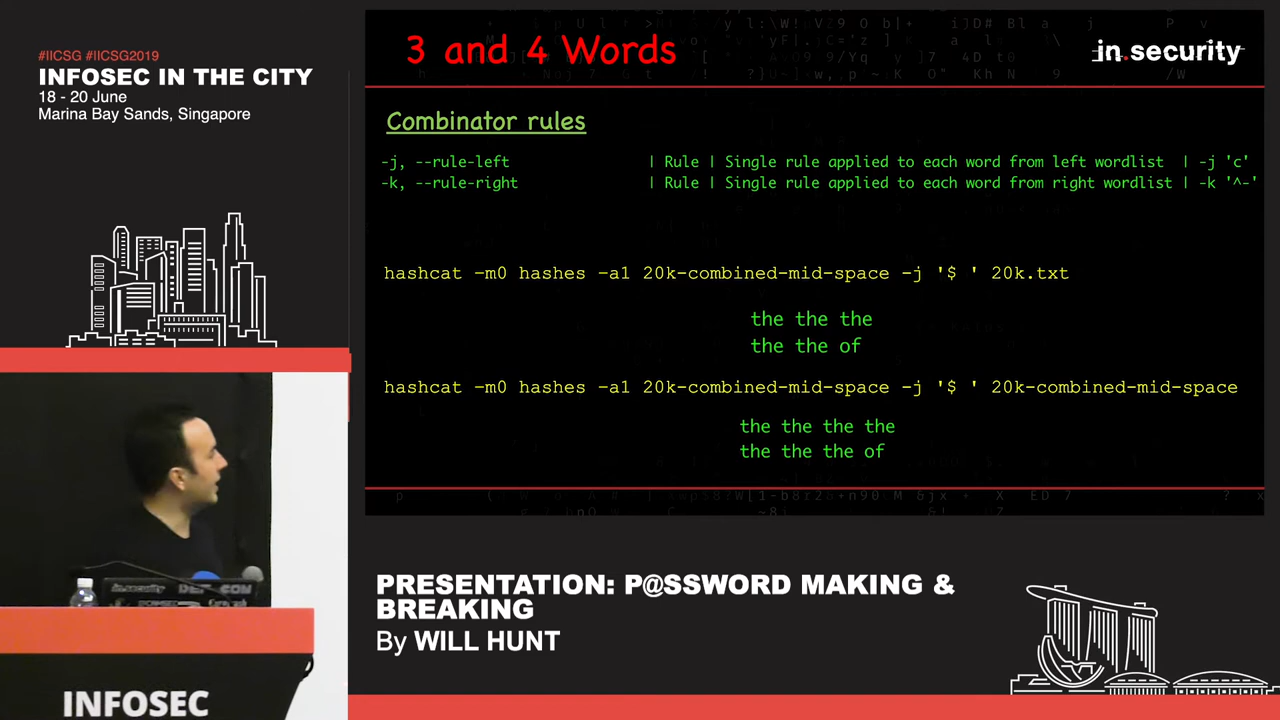 #IICSG #IICSG2019
INFOSEC IN THE CITY
18 - 20 June
Marina Bay Sands, Singapore
3 and 4 Words
in.security
Combinator rules
-j, --rule-left | Rule | Single rule applied to each word from left wordlist | -j 'c'
-k, --rule-right | Rule | Single rule applied to each word from right wordlist | -k '^-'
hashcat -m0 hashes -a1 20k-combined-mid-space -j '$ ' 20k.txt
the the the
the the of
hashcat -m0 hashes -a1 20k-combined-mid-space -j '$ ' 20k-combined-mid-space
the the the the
the the the of
in.security DEF CON
PRESENTATION: P@SSWORD MAKING &
BREAKING
By WILL HUNT
INFOSEC